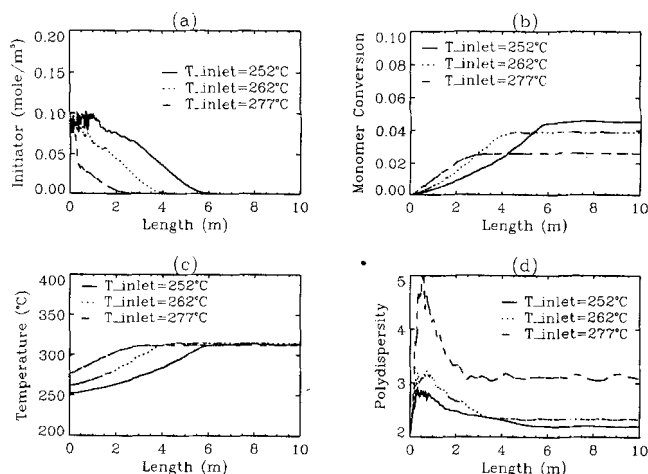 (a)
Initiator (mole/m³)
0.20
0.15
0.10
0.05
0.00
T_inlet=252°C
T_inlet=262°C
T_inlet=277°C
0 2 4 6 8 10
Length (m)
(b)
Monomer Conversion
0.10
0.08
0.06
0.04
0.02
0.00
T_inlet=252°C
T_inlet=262°C
T_inlet=277°C
0 2 4 6 8 10
Length (m)
(c)
Temperature (°C)
400
350
300
250
200
T_inlet=252°C
T_inlet=262°C
T_inlet=277°C
0 2 4 6 8 10
Length (m)
(d)
Polydispersity
5
4
3
2
T_inlet=252°C
T_inlet=262°C
T_inlet=277°C
0 2 4 6 8 10
Length (m)